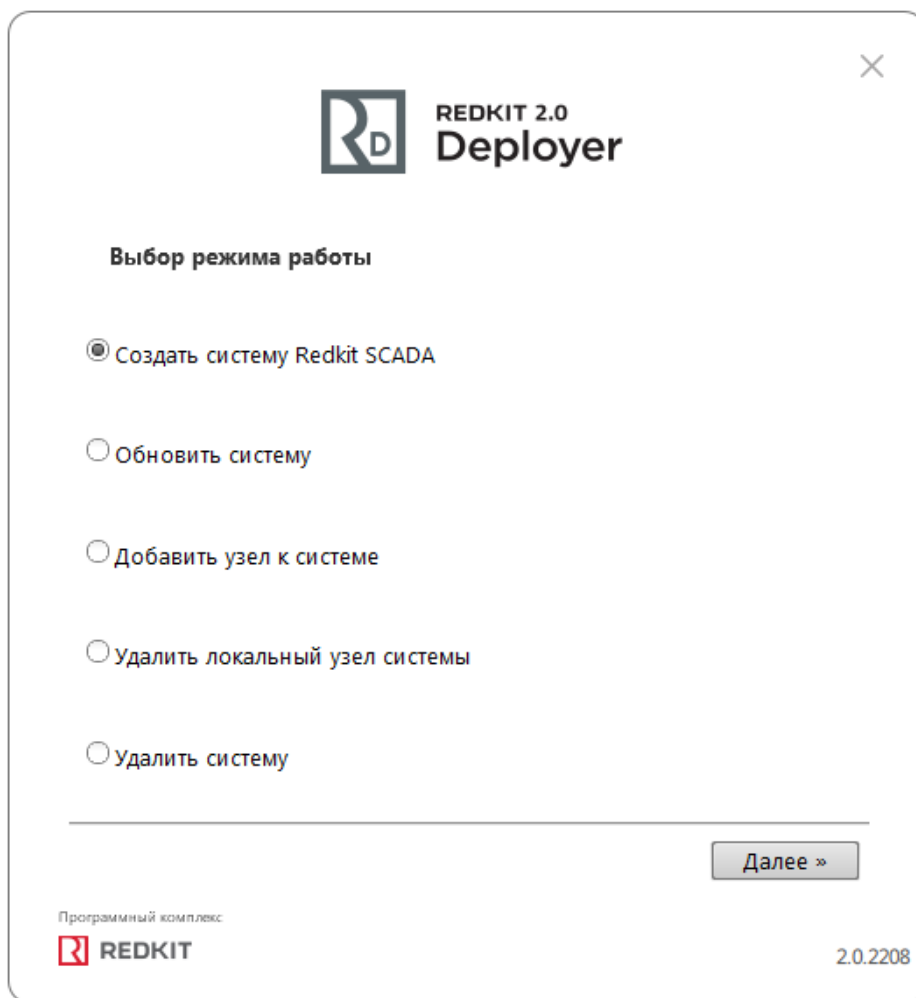 RD
REDKIT 2.0
Deployer
Выбор режима работы
Создать систему Redkit SCADA
Обновить систему
Добавить узел к системе
Удалить локальный узел системы
Удалить систему
Далее »
Программный комплекс
REDKIT
2.0.2208